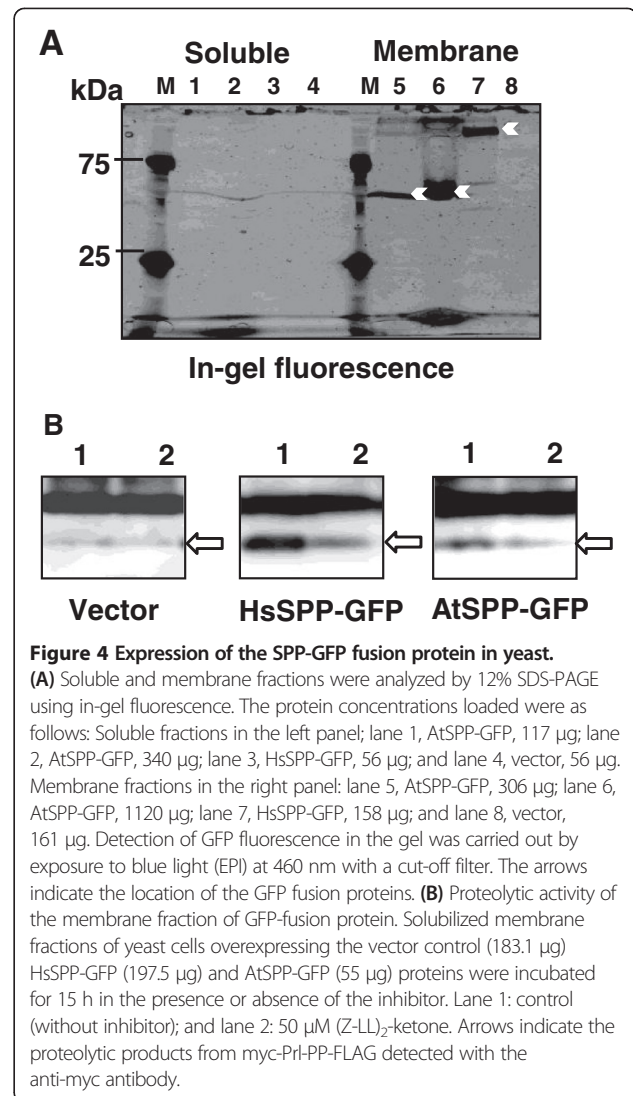 A
Soluble Membrane
kDa M 1 2 3 4 M 5 6 7 8
75
25
In-gel fluorescence
B
1 2 1 2 1 2
Vector HsSPP-GFP AtSPP-GFP
Figure 4 Expression of the SPP-GFP fusion protein in yeast.
(A) Soluble and membrane fractions were analyzed by 12% SDS-PAGE
using in-gel fluorescence. The protein concentrations loaded were as
follows: Soluble fractions in the left panel; lane 1, AtSPP-GFP, 117 μg; lane
2, AtSPP-GFP, 340 μg; lane 3, HsSPP-GFP, 56 μg; and lane 4, vector, 56 μg.
Membrane fractions in the right panel: lane 5, AtSPP-GFP, 306 μg; lane 6,
AtSPP-GFP, 1120 μg; lane 7, HsSPP-GFP, 158 μg; and lane 8, vector,
161 μg. Detection of GFP fluorescence in the gel was carried out by
exposure to blue light (EPI) at 460 nm with a cut-off filter. The arrows
indicate the location of the GFP fusion proteins. (B) Proteolytic activity of
the membrane fraction of GFP-fusion protein. Solubilized membrane
fractions of yeast cells overexpressing the vector control (183.1 μg)
HsSPP-GFP (197.5 μg) and AtSPP-GFP (55 μg) proteins were incubated
for 15 h in the presence or absence of the inhibitor. Lane 1: control
(without inhibitor); and lane 2: 50 μM (Z-LL)₂-ketone. Arrows indicate the
proteolytic products from myc-Prl-PP-FLAG detected with the
anti-myc antibody.